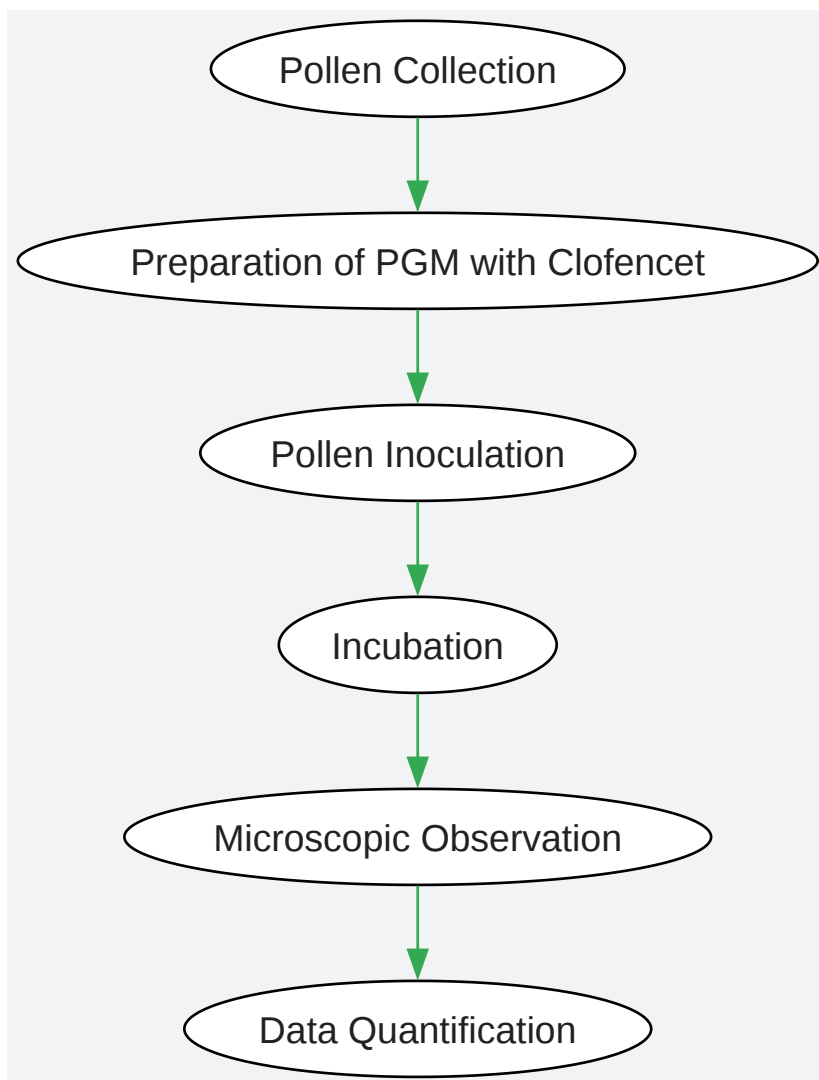 Pollen Collection
Preparation of PGM with Clofencet
Pollen Inoculation
Incubation
Microscopic Observation
Data Quantification